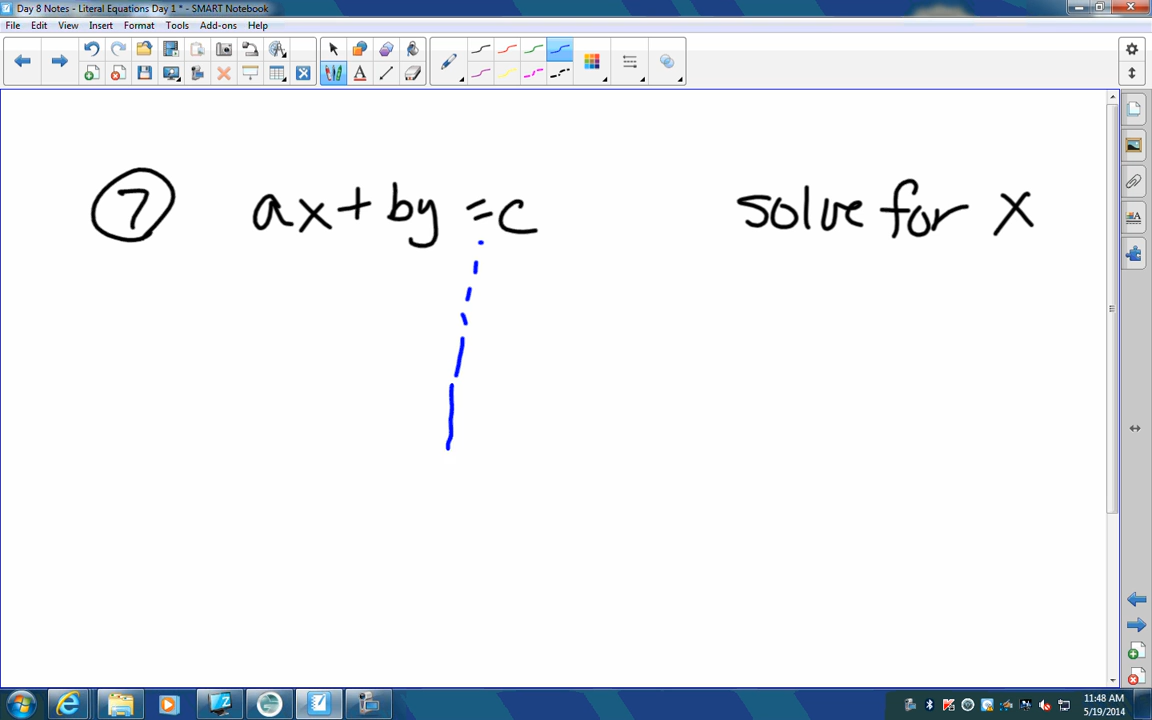 Day 8 Notes - Literal Equations Day 1 * - SMART Notebook
File Edit View Insert Format Tools Add-ons Help
7 ax + by = c solve for x
11:48 AM
5/19/2014